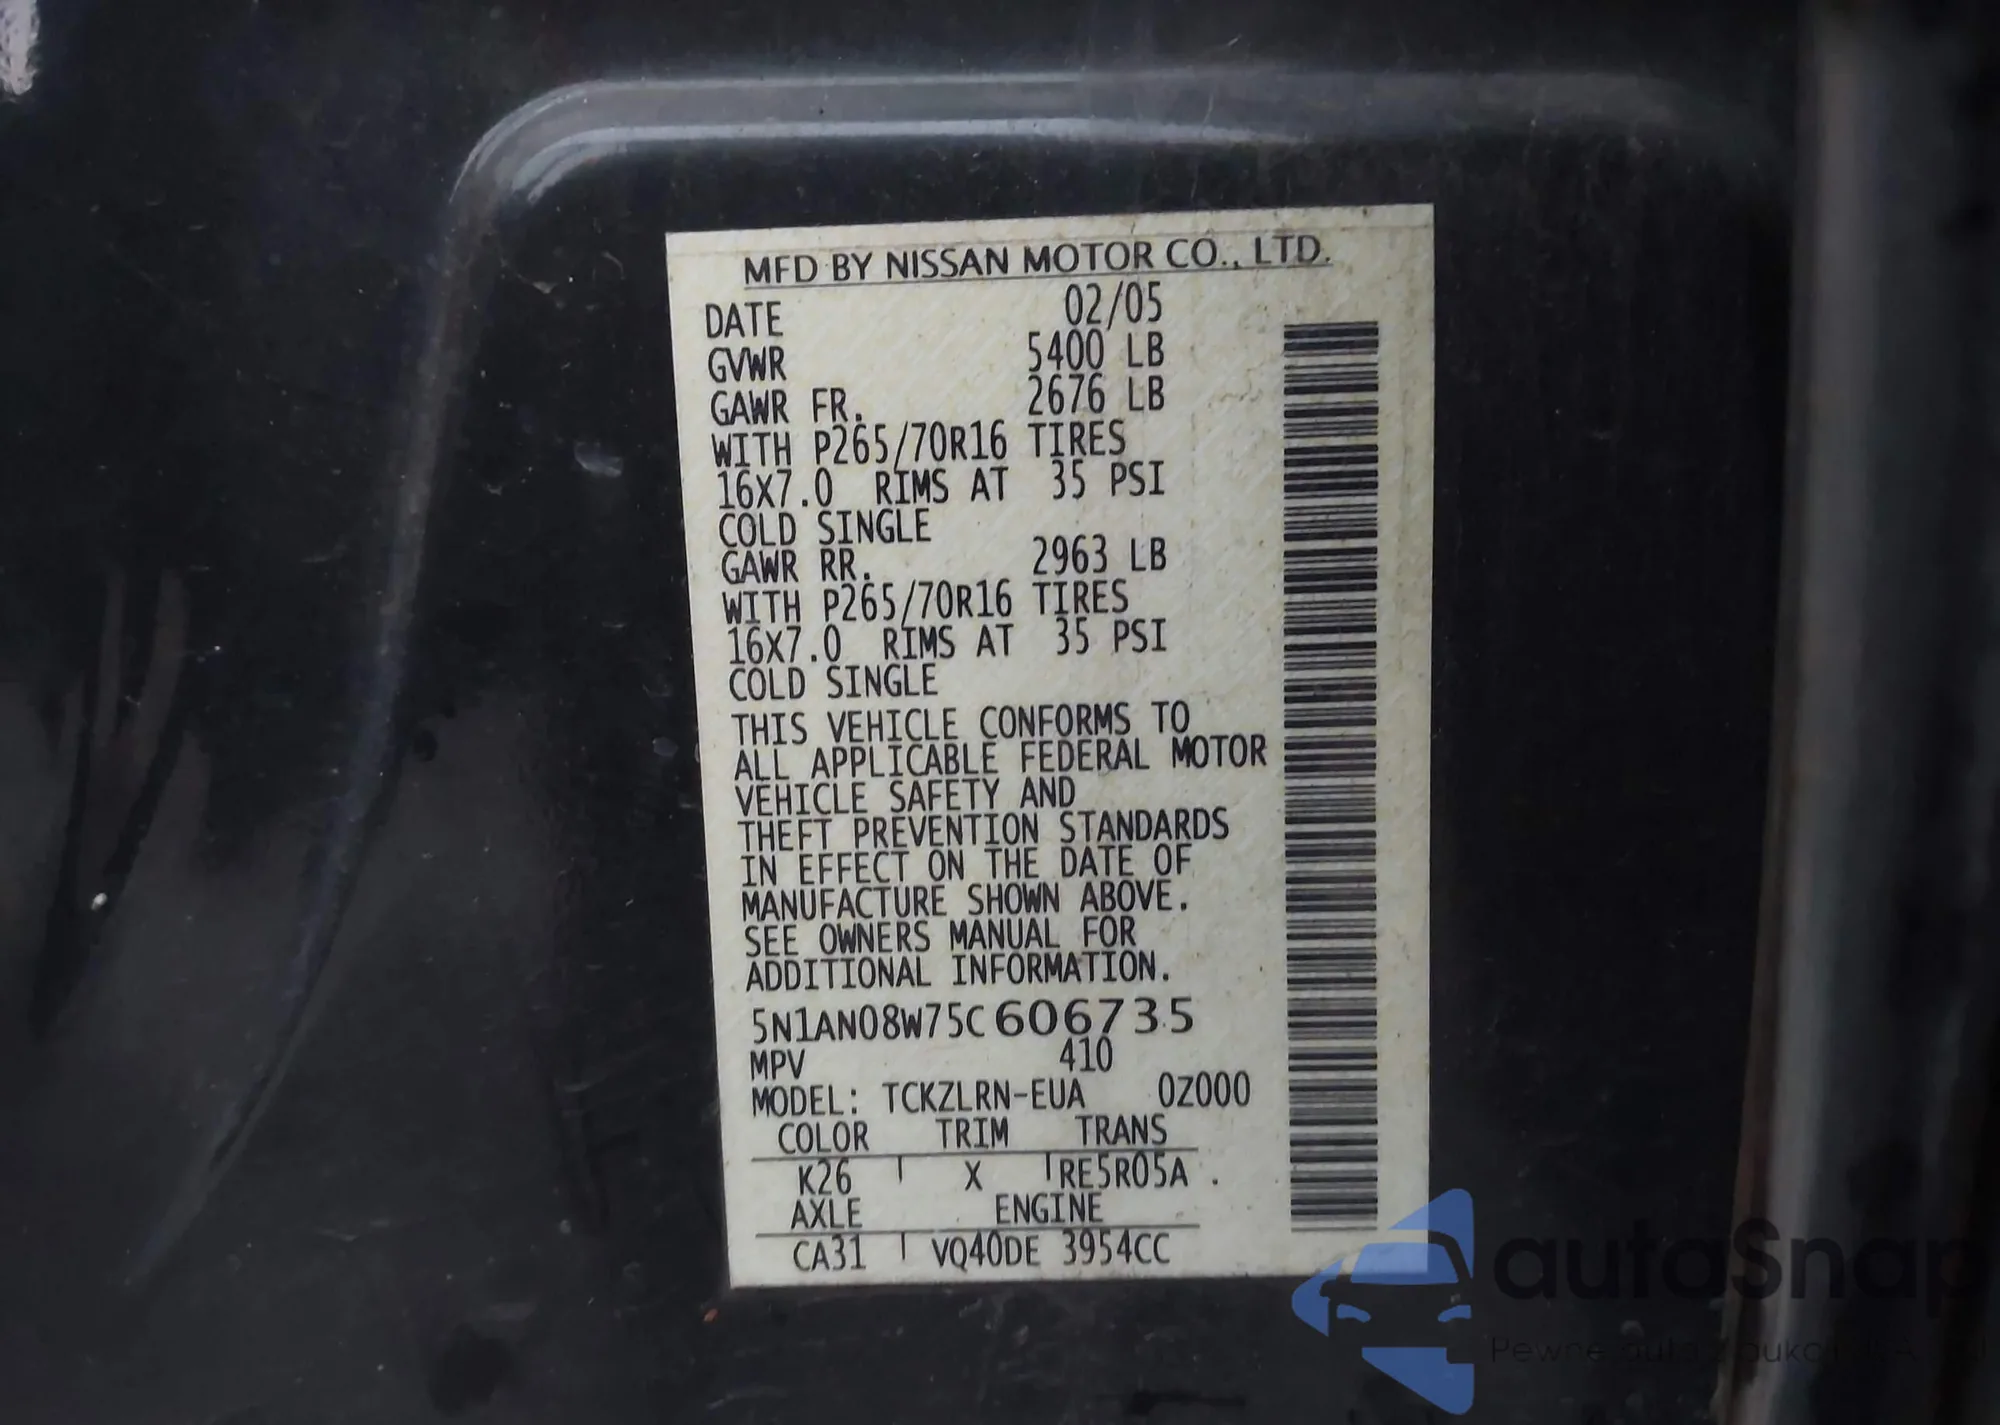 MFD BY NISSAN MOTOR CO., LTD.
DATE 02/05
GVWR 5400 LB
GAWR FR. 2676 LB
WITH P265/70R16 TIRES
16X7.0 RIMS AT 35 PSI
COLD SINGLE
GAWR RR. 2963 LB
WITH P265/70R16 TIRES
16X7.0 RIMS AT 35 PSI
COLD SINGLE
THIS VEHICLE CONFORMS TO
ALL APPLICABLE FEDERAL MOTOR
VEHICLE SAFETY AND
THEFT PREVENTION STANDARDS
IN EFFECT ON THE DATE OF
MANUFACTURE SHOWN ABOVE.
SEE OWNERS MANUAL FOR
ADDITIONAL INFORMATION.
5N1AN08W75C606735
MPV 410
MODEL: TCKZLRN-EUA 0Z000
COLOR TRIM TRANS
K26 X RE5R05A .
AXLE ENGINE
CA31 VQ40DE 3954CC
autoSnap
Pewne auta z